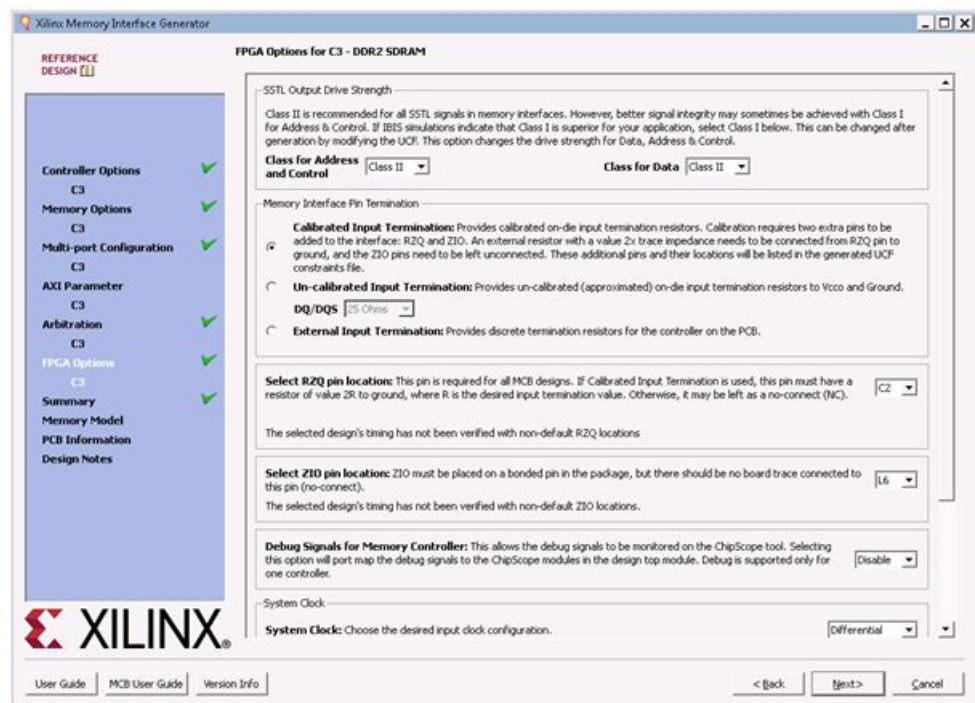 Xilinx Memory Interface Generator
REFERENCE
DESIGN
FPGA Options for C3 - DDR2 SDRAM
Controller Options
C3
Memory Options
C3
Multi-port Configuration
C3
AXI Parameter
C3
Arbitration
C3
FPGA Options
C3
Summary
Memory Model
PCB Information
Design Notes
SSTL Output Drive Strength
Class II is recommended for all SSTL signals in memory interfaces. However, better signal integrity may sometimes be achieved with Class I
for Address & Control. If IBIS simulations indicate that Class I is superior for your application, select Class I below. This can be changed after
generation by modifying the UCF. This option changes the drive strength for Data, Address & Control.
Class for Address
and Control Class II
Class for Data Class II
Memory Interface Pin Termination
Calibrated Input Termination: Provides calibrated on-die input termination resistors. Calibration requires two extra pins to be
added to the interface: RZQ and ZIO. An external resistor with a value 2x trace impedance needs to be connected from RZQ pin to
ground, and the ZIO pins need to be left unconnected. These additional pins and their locations will be listed in the generated UCF
constraints file.
Un-calibrated Input Termination: Provides un-calibrated (approximated) on-die input termination resistors to Vcco and Ground.
DQ/DQS 25 Ohms
External Input Termination: Provides discrete termination resistors for the controller on the PCB.
Select RZQ pin location: This pin is required for all MCB designs. If Calibrated Input Termination is used, this pin must have a
resistor of value 2R to ground, where R is the desired input termination value. Otherwise, it may be left as a no-connect (NC).
C2
The selected design's timing has not been verified with non-default RZQ locations
Select ZIO pin location: ZIO must be placed on a bonded pin in the package, but there should be no board trace connected to
this pin (no-connect).
L6
The selected design's timing has not been verified with non-default ZIO locations.
Debug Signals for Memory Controller: This allows the debug signals to be monitored on the ChipScope tool. Selecting
this option will port map the debug signals to the ChipScope modules in the design top module. Debug is supported only for
one controller.
Disable
System Clock
System Clock: Choose the desired input clock configuration.
Differential
XILINX®
User Guide
MCB User Guide
Version Info
< Back
Next>
Cancel